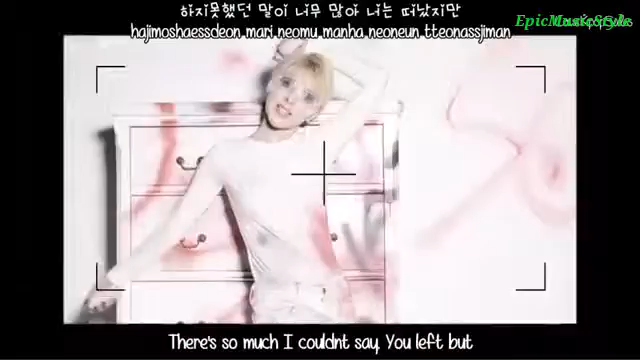 하지못했던 말이 너무 많아 너는 떠났지만
hajimoshaessdeon mari neomu manha neoneun tteonassjiman
EpicMusicStyle
There's so much I couldnt say, You left but